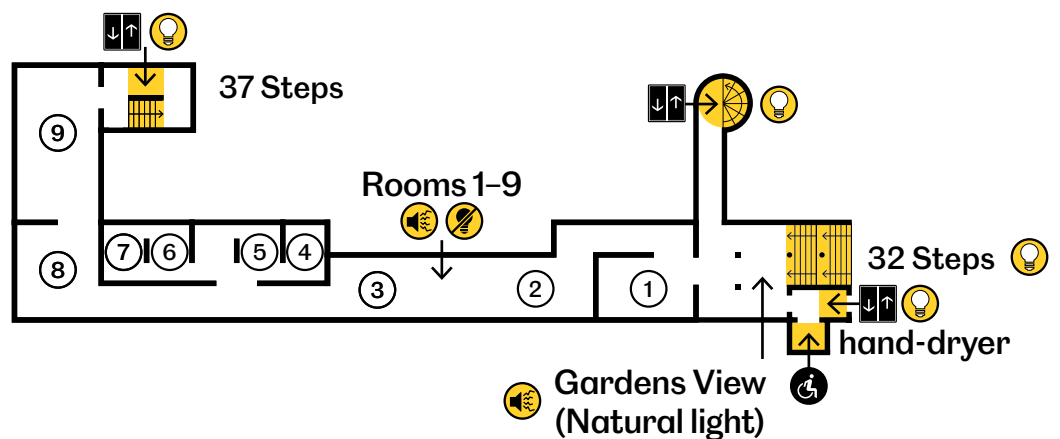 37 Steps
9
Rooms 1–9
7
6
5
4
8
3
2
1
32 Steps
hand-dryer
Gardens View
(Natural light)